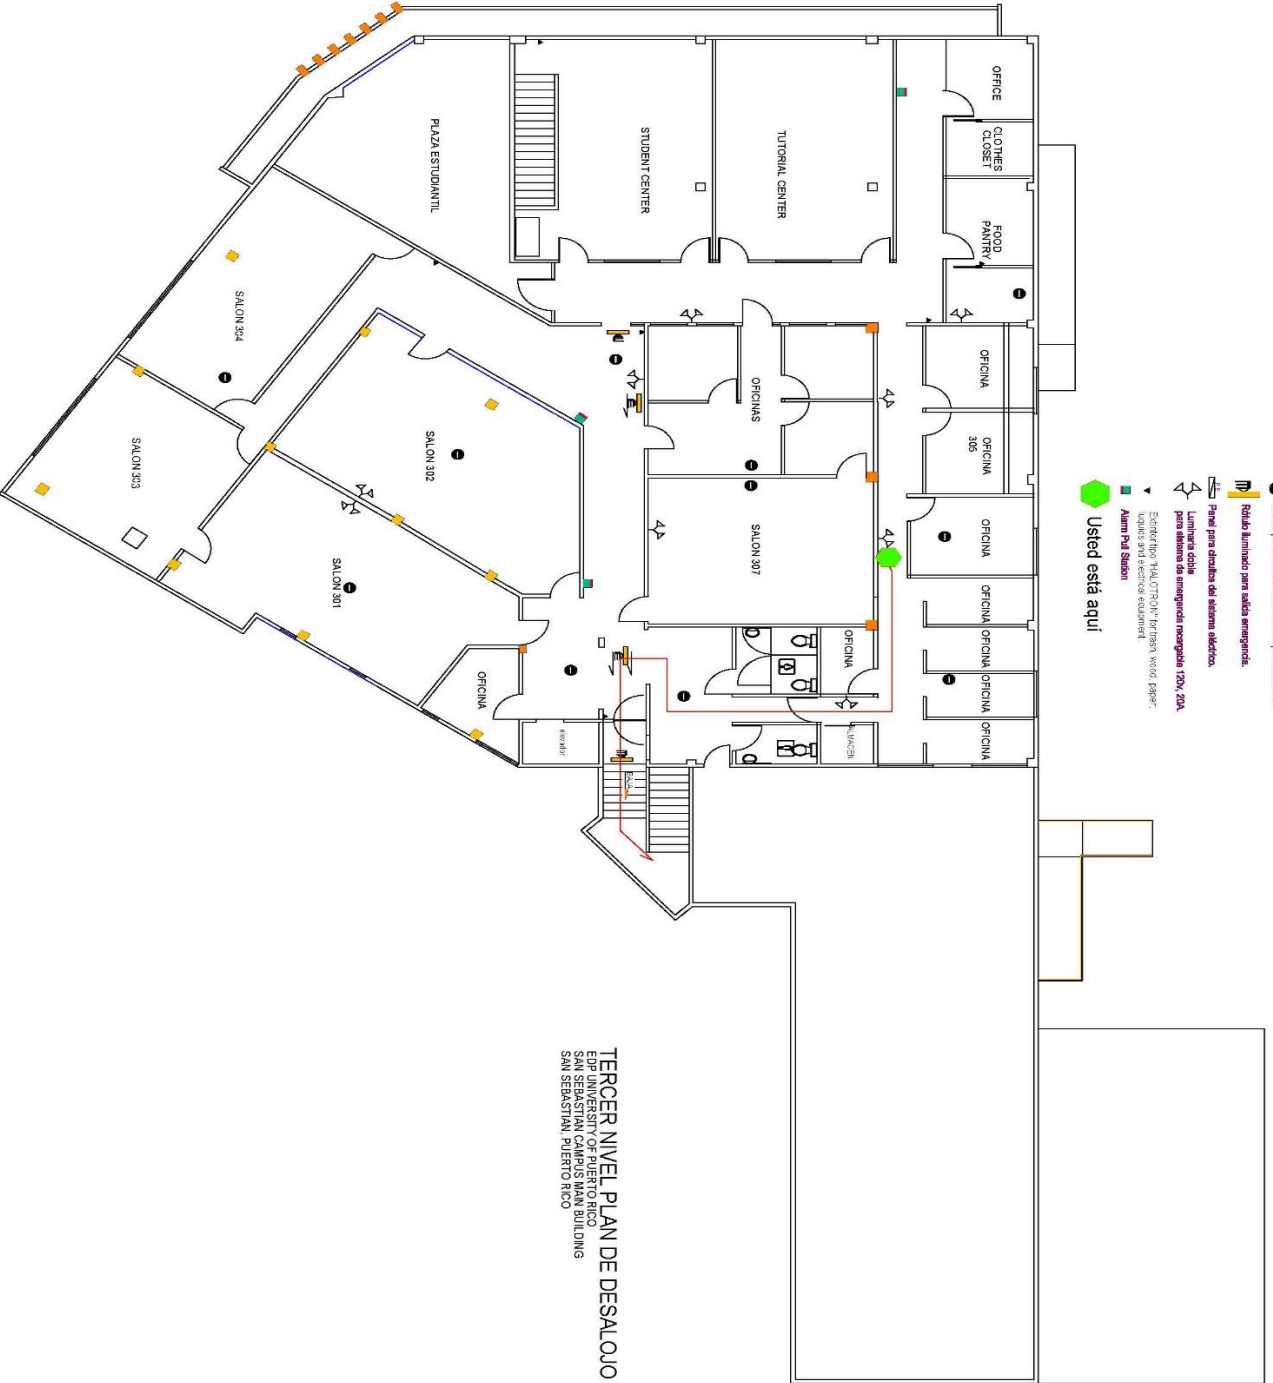 OFFICE
CLOTHES
CLOSET
FOOD
PANTRY
TUTORIAL CENTER
STUDENT CENTER
PLAZA ESTUDIANTIL
SALON 304
SALON 303
SALON 302
SALON 301
OFICINAS
OFICINA
OFICINA
305
OFICINA
OFICINA
OFICINA
OFICINA
OFICINA
SALON 307
OFICINA
ALMACEN
OFICINA
elevador
BAJA
Rótulo iluminado para salida emergencia.
Panel para circuitos del sistema eléctrico.
Luminaria doble
para sistema de emergencia recargable 120v, 20A.
Extintor tipo "HALOTRON" for trash, wood, paper,
liquids and electrical equipment
Alarm Pull Station
Usted está aquí
TERCER NIVEL PLAN DE DESALOJO
EDP UNIVERSITY OF PUERTO RICO
SAN SEBASTIAN CAMPUS MAIN BUILDING
SAN SEBASTIAN, PUERTO RICO